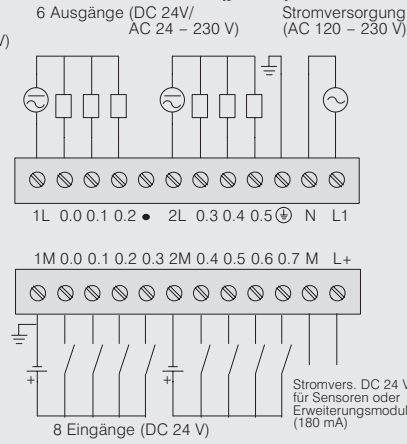 6 Ausgänge (DC 24V/
AC 24 – 230 V)
Stromversorgung
(AC 120 – 230 V)
V)
1L 0.0 0.1 0.2 • 2L 0.3 0.4 0.5 N L1
1M 0.0 0.1 0.2 0.3 2M 0.4 0.5 0.6 0.7 M L+
+
+
Stromvers. DC 24 V
für Sensoren oder
Erweiterungsmodul
(180 mA)
8 Eingänge (DC 24 V)